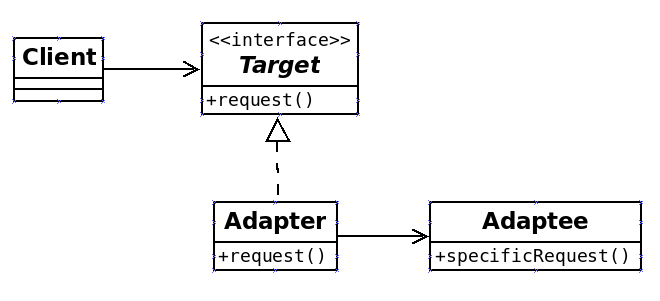 Client
<<interface>>
Target
+request()
Adapter
+request()
Adaptee
+specificRequest()